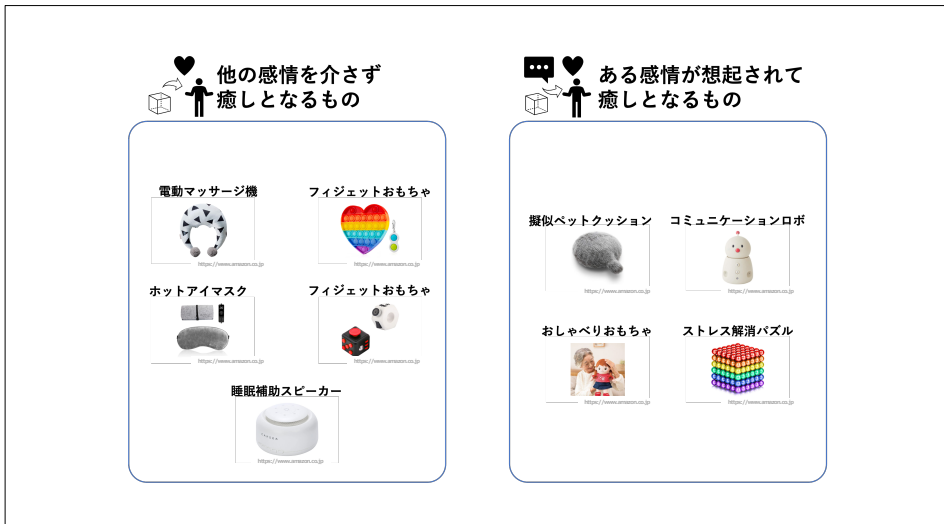 他の感情を介さず
癒しとなるもの
電動マッサージ機
フィジェットおもちゃ
https://www.amazon.co.jp
https://www.amazon.co.jp
ホットアイマスク
フィジェットおもちゃ
https://www.amazon.co.jp
https://www.amazon.co.jp
睡眠補助スピーカー
https://www.amazon.co.jp
ある感情が想起されて
癒しとなるもの
擬似ペットクッション
コミュニケーションロボ
https://www.amazon.co.jp
https://www.amazon.co.jp
おしゃべりおもちゃ
ストレス解消パズル
https://www.amazon.co.jp
https://www.amazon.co.jp